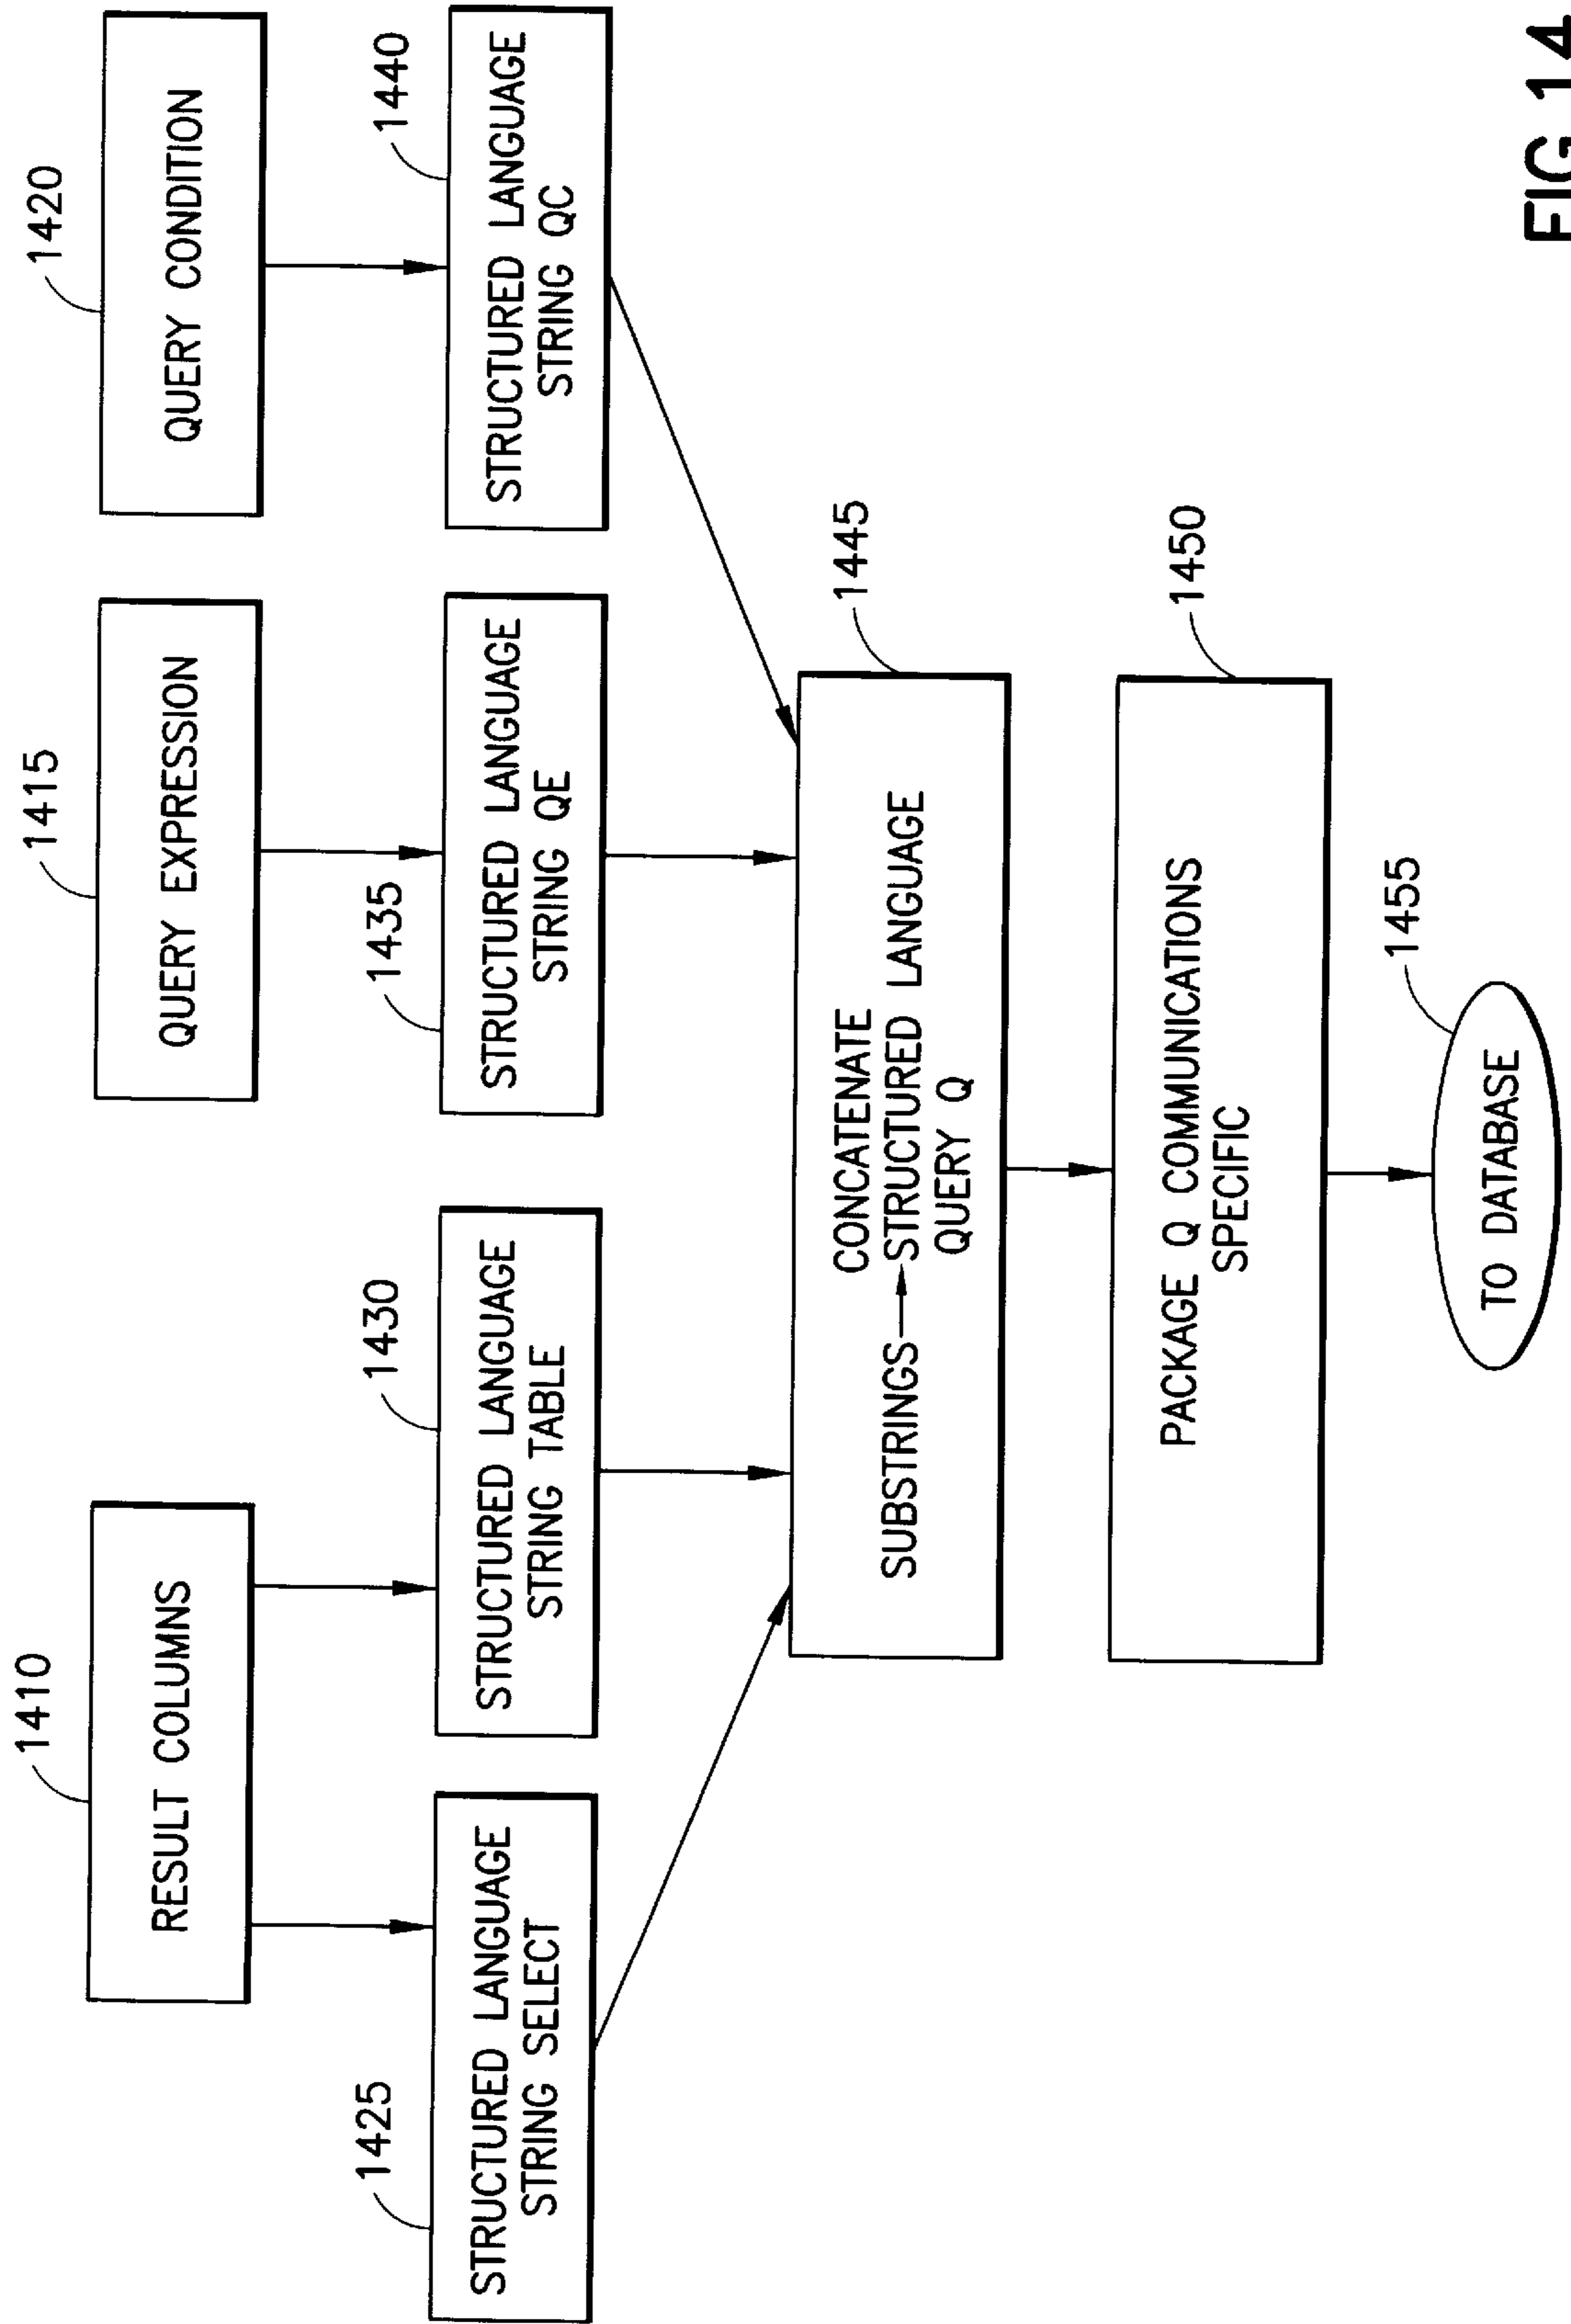 1410
RESULT COLUMNS
1415
QUERY EXPRESSION
1420
QUERY CONDITION
1425
STRUCTURED LANGUAGE
STRING SELECT
1430
STRUCTURED LANGUAGE
STRING TABLE
1435
STRUCTURED LANGUAGE
STRING QE
1440
STRUCTURED LANGUAGE
STRING QC
1445
CONCATENATE
SUBSTRINGS→STRUCTURED LANGUAGE
QUERY Q
1450
PACKAGE Q COMMUNICATIONS
SPECIFIC
1455
TO DATABASE
FIG.14